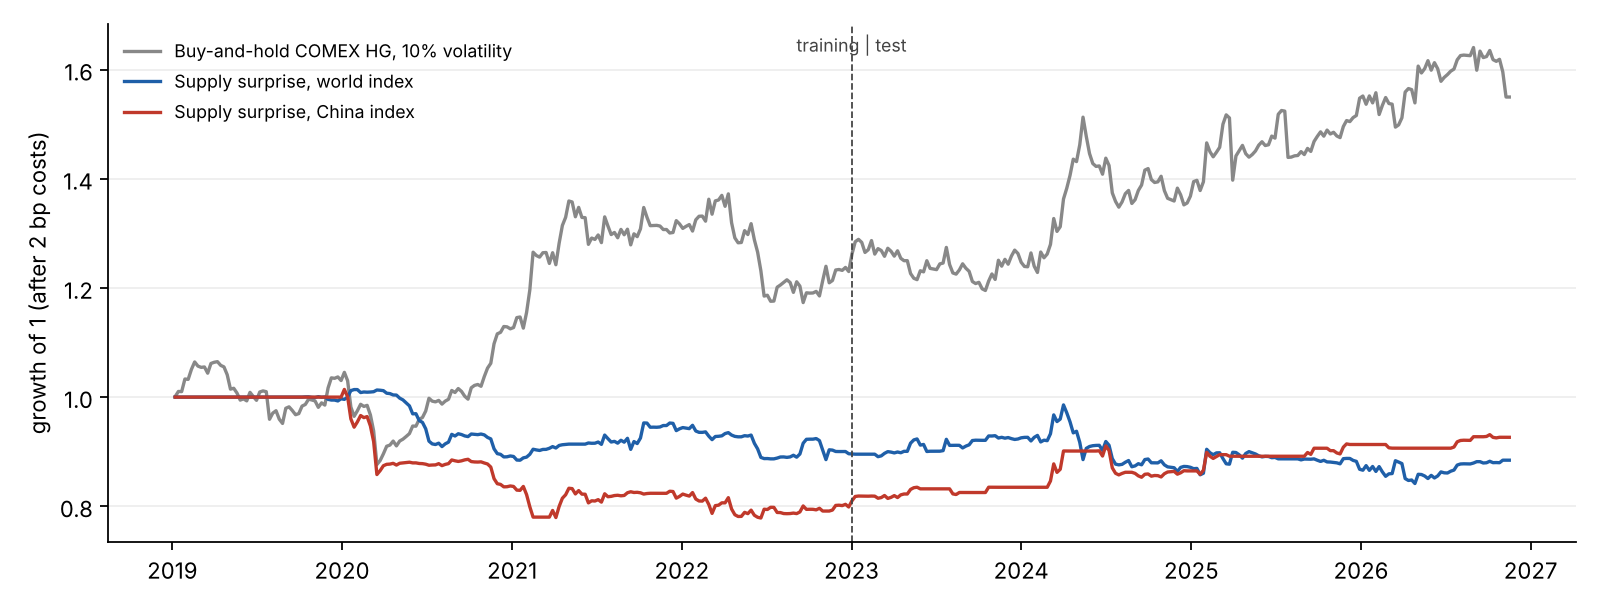 Buy-and-hold COMEX HG, 10% volatility
Supply surprise, world index
Supply surprise, China index
training | test
growth of 1 (after 2 bp costs)
1.6
1.4
1.2
1.0
0.8
2019 2020 2021 2022 2023 2024 2025 2026 2027